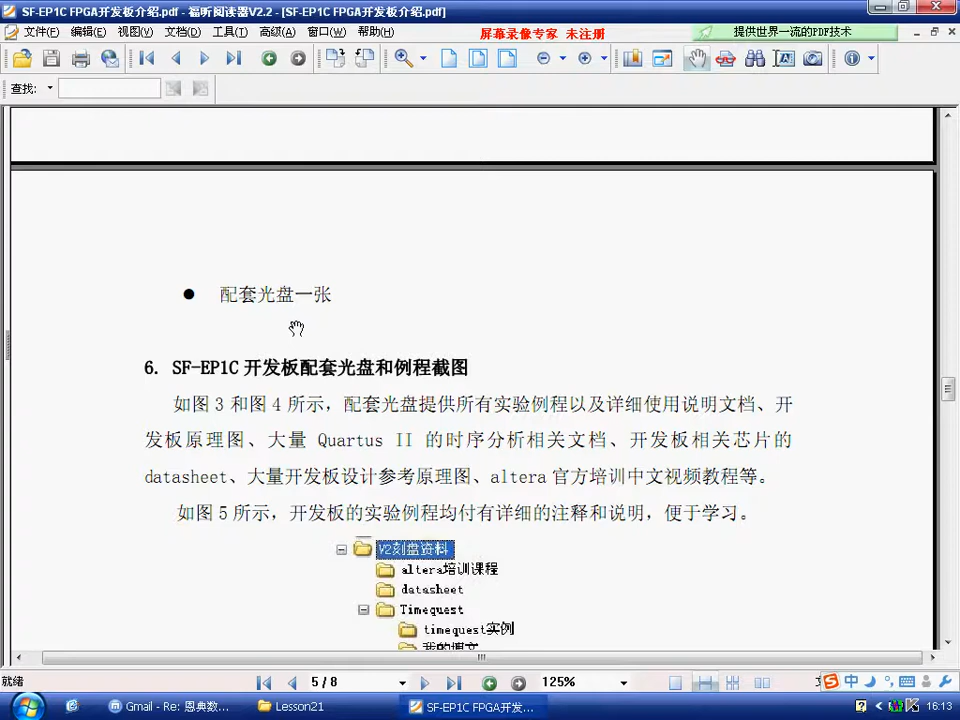 SF-EP1C FPGA开发板介绍.pdf - 福昕阅读器V2.2 - [SF-EP1C FPGA开发板介绍.pdf]
文件(F) 编辑(E) 视图(V) 文档(D) 工具(T) 高级(A) 窗口(W) 帮助(H) 屏幕录像专家 未注册 提供世界一流的PDF技术
查找:
● 配套光盘一张
6. SF-EP1C 开发板配套光盘和例程截图
如图 3 和图 4 所示，配套光盘提供所有实验例程以及详细使用说明文档、开
发板原理图、大量 Quartus II 的时序分析相关文档、开发板相关芯片的
datasheet、大量开发板设计参考原理图、altera 官方培训中文视频教程等。
如图 5 所示，开发板的实验例程均付有详细的注释和说明，便于学习。
V2刻盘资料
altera培训课程
datasheet
Timequest
timequest实例
就绪 5 / 8 125%
中
Gmail - Re: 恩典数... Lesson21 SF-EP1C FPGA开发... 16:13